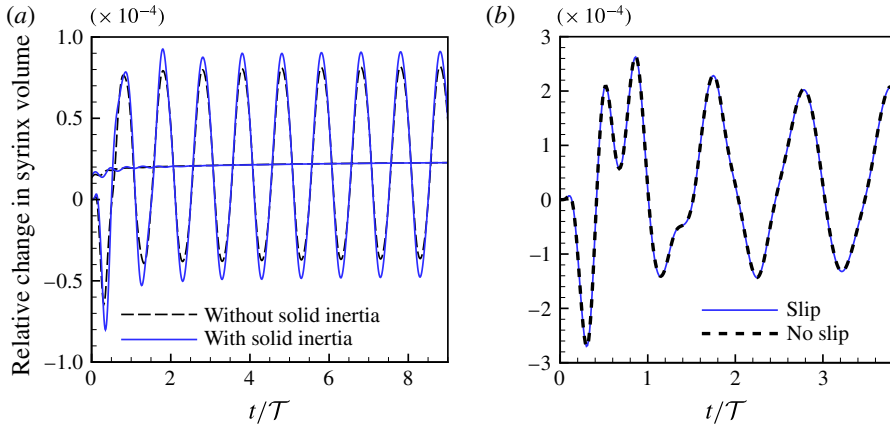 (a)
(× 10⁻⁴)
Relative change in syrinx volume
1.0
0.5
0
−0.5
−1.0
Without solid inertia
With solid inertia
0
2
4
6
8
t/𝒯
(b)
(× 10⁻⁴)
3
2
1
0
−1
−2
−3
Slip
No slip
0
1
2
3
t/𝒯